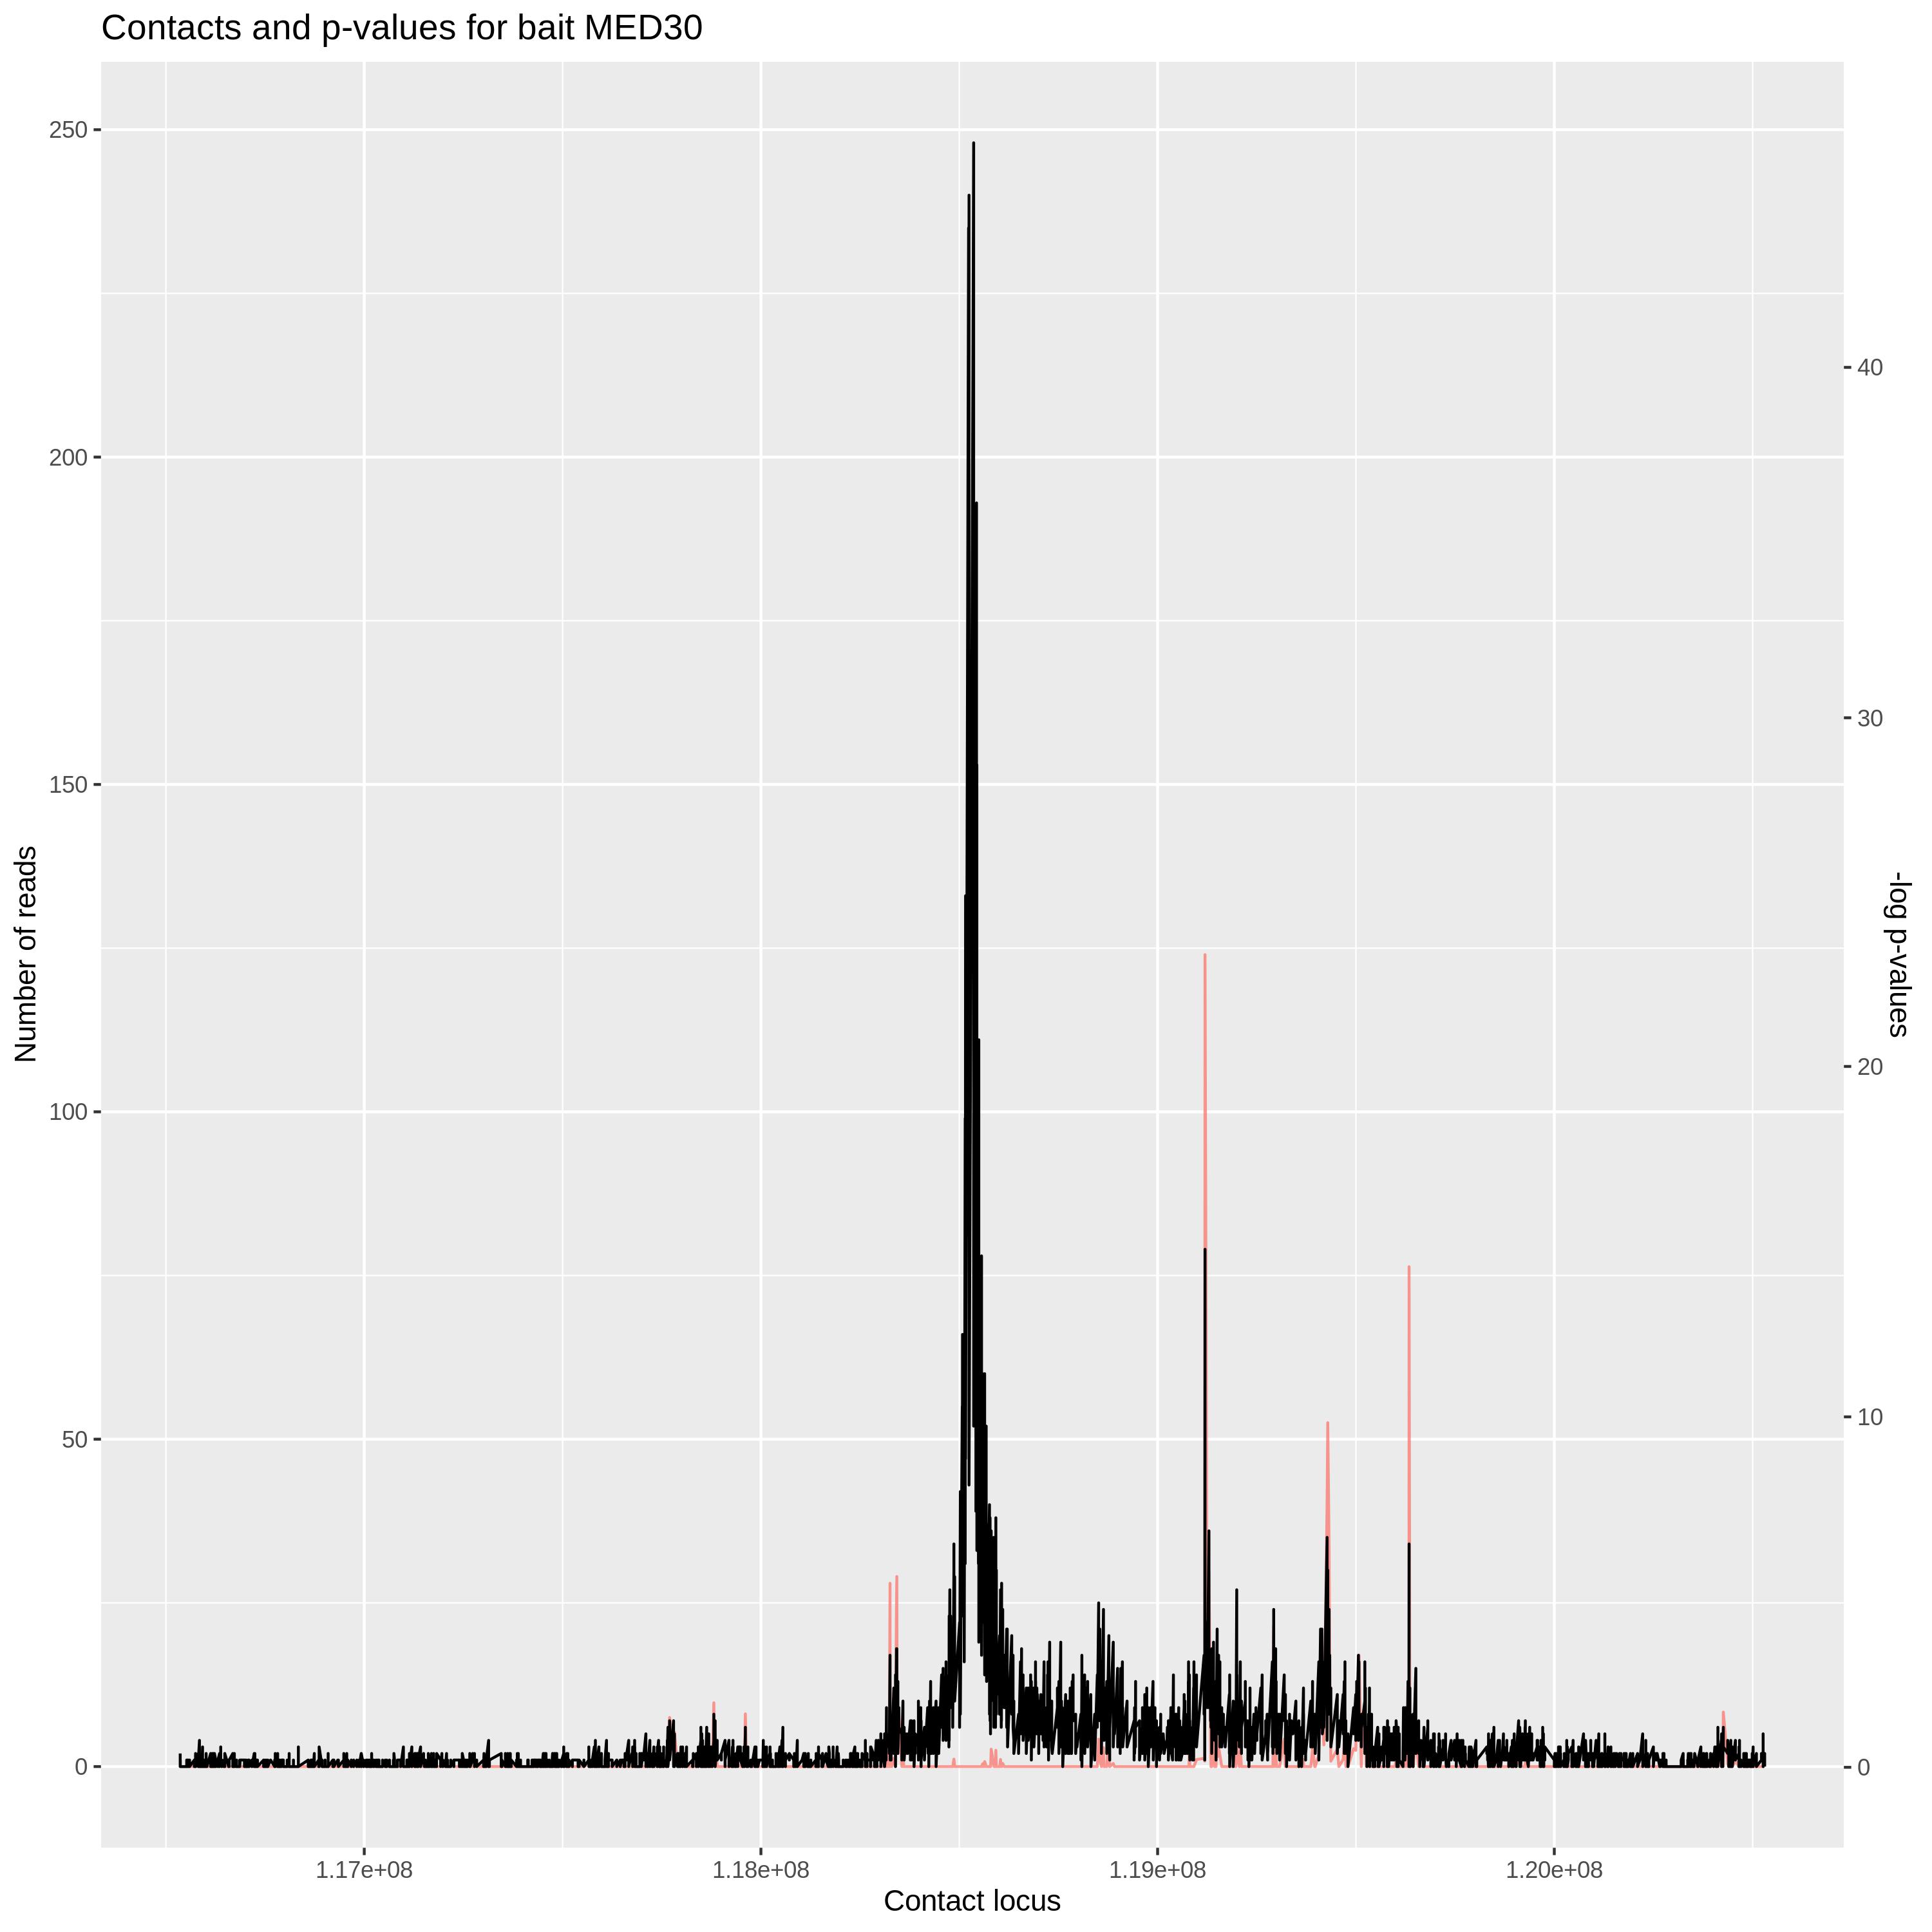 Contacts and p-values for bait MED30
250
200
150
100
50
0
Number of reads
40
30
20
10
0
-log p-values
1.17e+08
1.18e+08
1.19e+08
1.20e+08
Contact locus